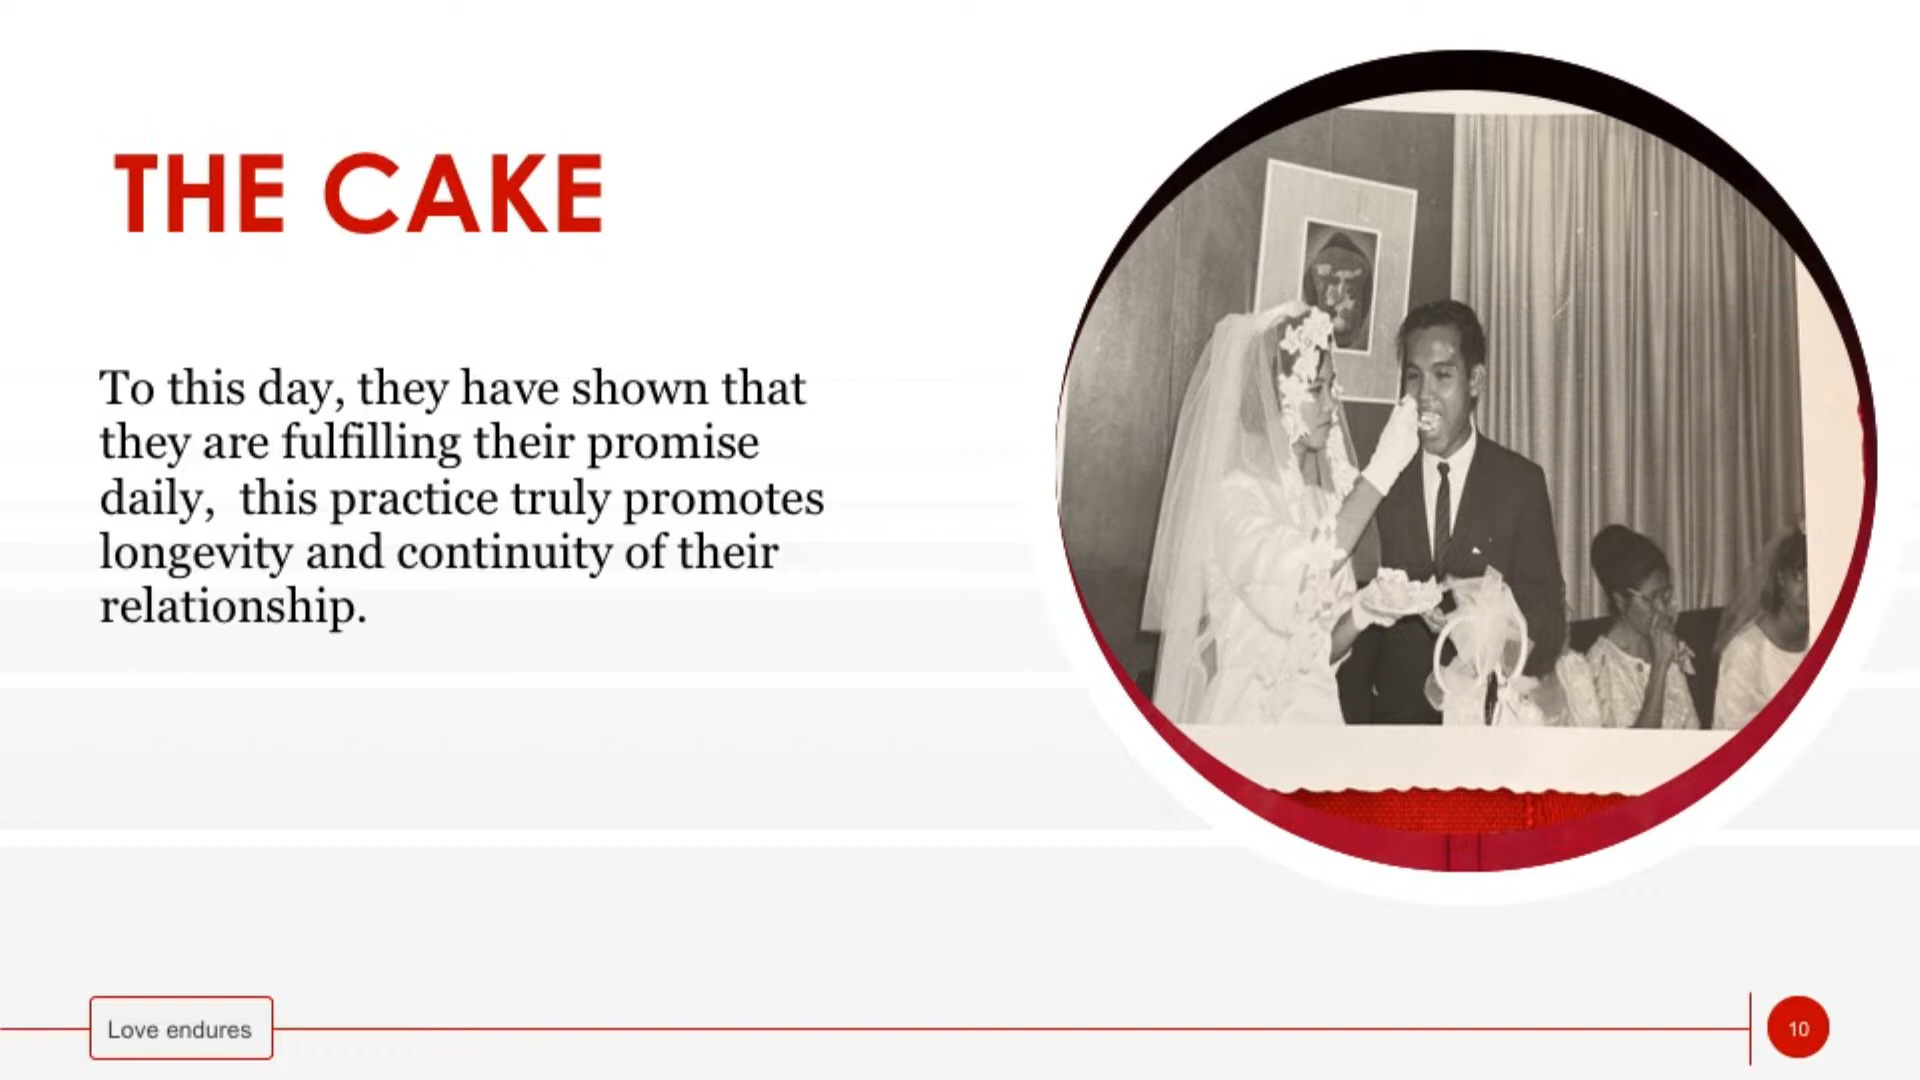 THE CAKE
To this day, they have shown that
they are fulfilling their promise
daily,  this practice truly promotes
longevity and continuity of their
relationship.
Love endures
10